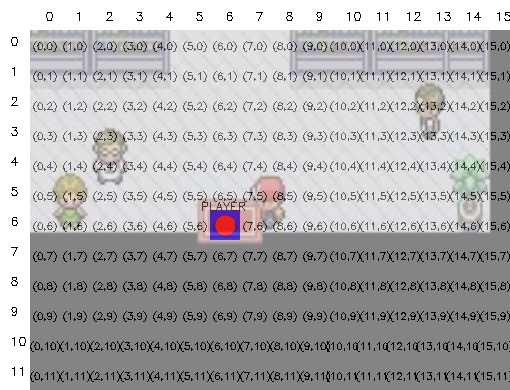 0 1 2 3 4 5 6 7 8 9 10 11 12 13 14 15
0 (0,0) (1,0) (2,0) (3,0) (4,0) (5,0) (6,0) (7,0) (8,0) (9,0) (10,0) (11,0) (12,0) (13,0) (14,0) (15,0)
1 (0,1) (1,1) (2,1) (3,1) (4,1) (5,1) (6,1) (7,1) (8,1) (9,1) (10,1) (11,1) (12,1) (13,1) (14,1) (15,1)
2 (0,2) (1,2) (2,2) (3,2) (4,2) (5,2) (6,2) (7,2) (8,2) (9,2) (10,2) (11,2) (12,2) (13,2) (14,2) (15,2)
3 (0,3) (1,3) (2,3) (3,3) (4,3) (5,3) (6,3) (7,3) (8,3) (9,3) (10,3) (11,3) (12,3) (13,3) (14,3) (15,3)
4 (0,4) (1,4) (2,4) (3,4) (4,4) (5,4) (6,4) (7,4) (8,4) (9,4) (10,4) (11,4) (12,4) (13,4) (14,4) (15,4)
5 (0,5) (1,5) (2,5) (3,5) (4,5) (5,5) (6,5) (7,5) (8,5) (9,5) (10,5) (11,5) (12,5) (13,5) (14,5) (15,5)
PLAYER
6 (0,6) (1,6) (2,6) (3,6) (4,6) (5,6) (7,6) (8,6) (9,6) (10,6) (11,6) (12,6) (13,6) (14,6) (15,6)
7 (0,7) (1,7) (2,7) (3,7) (4,7) (5,7) (6,7) (7,7) (8,7) (9,7) (10,7) (11,7) (12,7) (13,7) (14,7) (15,7)
8 (0,8) (1,8) (2,8) (3,8) (4,8) (5,8) (6,8) (7,8) (8,8) (9,8) (10,8) (11,8) (12,8) (13,8) (14,8) (15,8)
9 (0,9) (1,9) (2,9) (3,9) (4,9) (5,9) (6,9) (7,9) (8,9) (9,9) (10,9) (11,9) (12,9) (13,9) (14,9) (15,9)
10 (0,10) (1,10) (2,10) (3,10) (4,10) (5,10) (6,10) (7,10) (8,10) (9,10) (10,10) (11,10) (12,10) (13,10) (14,10) (15,10)
11 (0,11) (1,11) (2,11) (3,11) (4,11) (5,11) (6,11) (7,11) (8,11) (9,11) (10,11) (11,11) (12,11) (13,11) (14,11) (15,11)